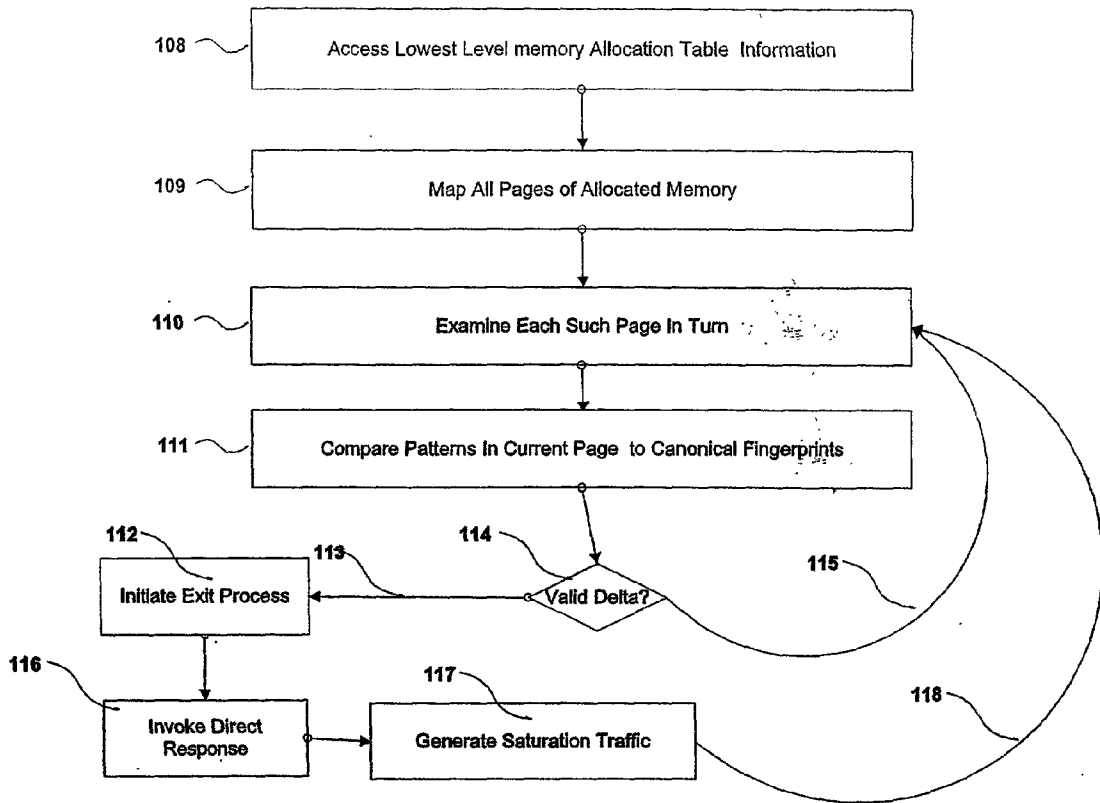 108
Access Lowest Level memory Allocation Table Information
109
Map All Pages of Allocated Memory
110
Examine Each Such Page In Turn
111
Compare Patterns In Current Page to Canonical Fingerprints
112
113
114
Initiate Exit Process
Valid Delta?
115
116
117
118
Invoke Direct
Response
Generate Saturation Traffic